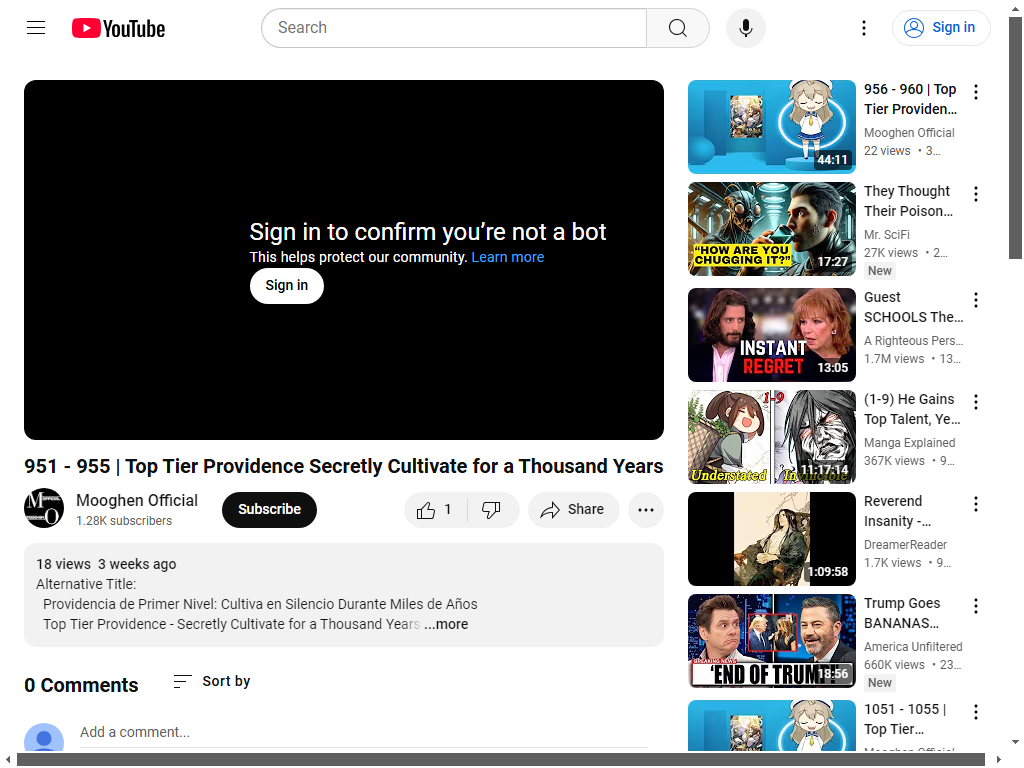 YouTube
Search
Sign in
Sign in to confirm you're not a bot
This helps protect our community. Learn more
Sign in
951 - 955 | Top Tier Providence Secretly Cultivate for a Thousand Years
Mooghen Official
1.28K subscribers
Subscribe
1
Share
18 views 3 weeks ago
Alternative Title:
Providencia de Primer Nivel: Cultiva en Silencio Durante Miles de Años
Top Tier Providence - Secretly Cultivate for a Thousand Years ...more
0 Comments
Sort by
Add a comment...
44:11
956 - 960 | Top
Tier Providen...
Mooghen Official
22 views • 3...
"HOW ARE YOU
CHUGGING IT?"
17:27
They Thought
Their Poison...
Mr. SciFi
27K views • 2...
New
INSTANT
REGRET
13:05
Guest
SCHOOLS The...
A Righteous Pers...
1.7M views • 13...
1-9
Understated
Invincible
11:17:14
(1-9) He Gains
Top Talent, Ye...
Manga Explained
367K views • 9...
1:09:58
Reverend
Insanity -...
DreamerReader
1.7K views • 9...
BREAKING NEWS
'END OF TRUMP!'
18:56
Trump Goes
BANANAS...
America Unfiltered
660K views • 23...
New
1051 - 1055 |
Top Tier...
Mooghen Official